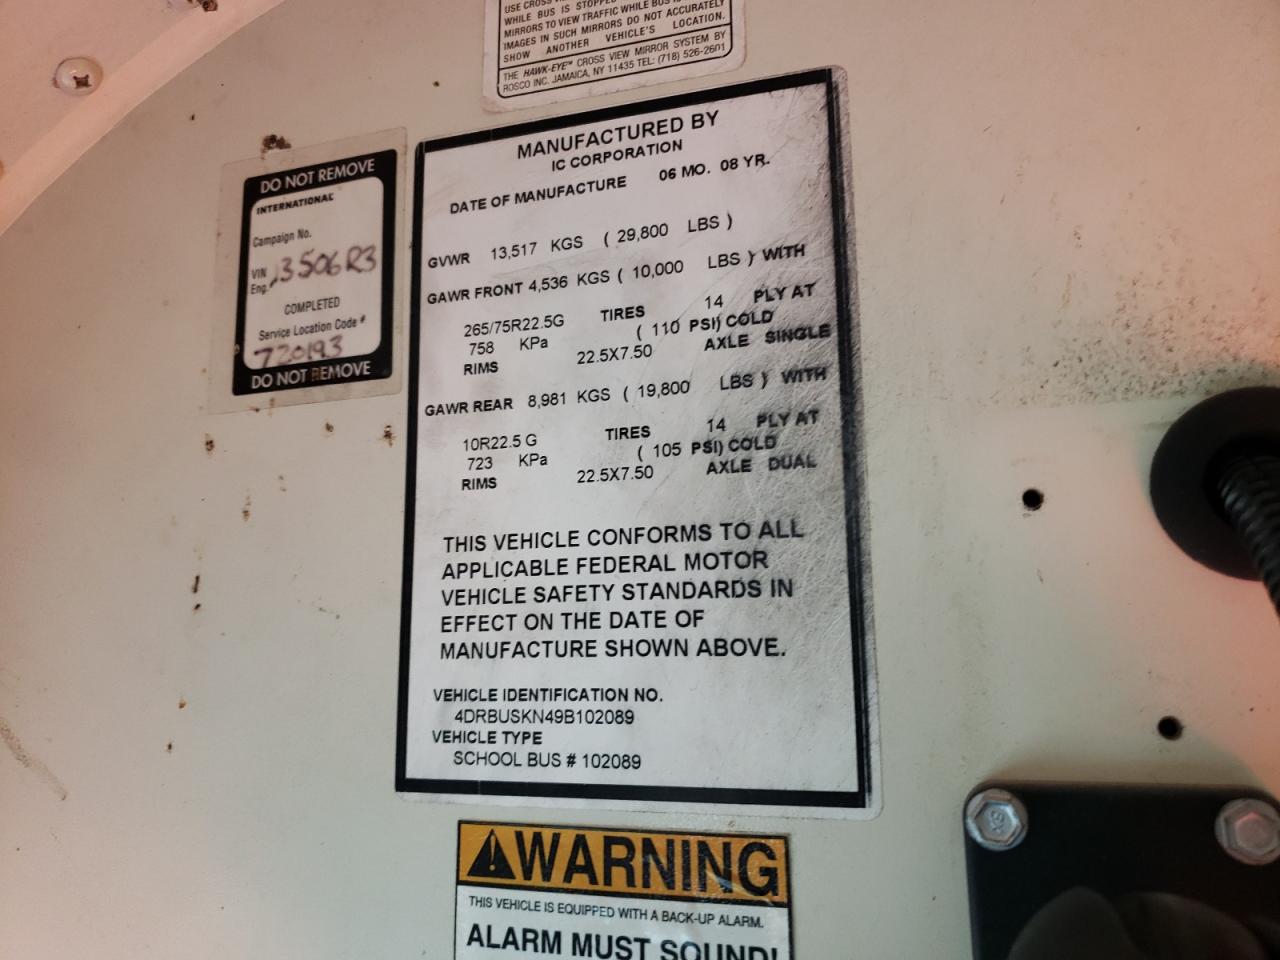 WHILE BUS IS STOPPED
MIRRORS TO VIEW TRAFFIC WHILE BUS
IMAGES IN SUCH MIRRORS DO NOT ACCURATELY
SHOW ANOTHER VEHICLE'S LOCATION.
THE HAWK-EYE™ CROSS VIEW MIRROR SYSTEM BY
ROSCO INC. JAMAICA, NY 11435 TEL: (718) 526-2601
DO NOT REMOVE
INTERNATIONAL
Campaign No.
VIN
Eng.
COMPLETED
Service Location Code #
720193
DO NOT REMOVE
MANUFACTURED BY
IC CORPORATION
DATE OF MANUFACTURE 06 MO. 08 YR.
GVWR 13,517 KGS ( 29,800 LBS )
GAWR FRONT 4,536 KGS ( 10,000 LBS ) WITH
265/75R22.5G TIRES 14 PLY AT
758 KPa ( 110 PSI) COLD
RIMS 22.5X7.50 AXLE SINGLE
GAWR REAR 8,981 KGS ( 19,800 LBS ) WITH
10R22.5 G TIRES 14 PLY AT
723 KPa ( 105 PSI) COLD
RIMS 22.5X7.50 AXLE DUAL
THIS VEHICLE CONFORMS TO ALL
APPLICABLE FEDERAL MOTOR
VEHICLE SAFETY STANDARDS IN
EFFECT ON THE DATE OF
MANUFACTURE SHOWN ABOVE.
VEHICLE IDENTIFICATION NO.
4DRBUSKN49B102089
VEHICLE TYPE
SCHOOL BUS # 102089
WARNING
THIS VEHICLE IS EQUIPPED WITH A BACK-UP ALARM.
ALARM MUST SOUND!